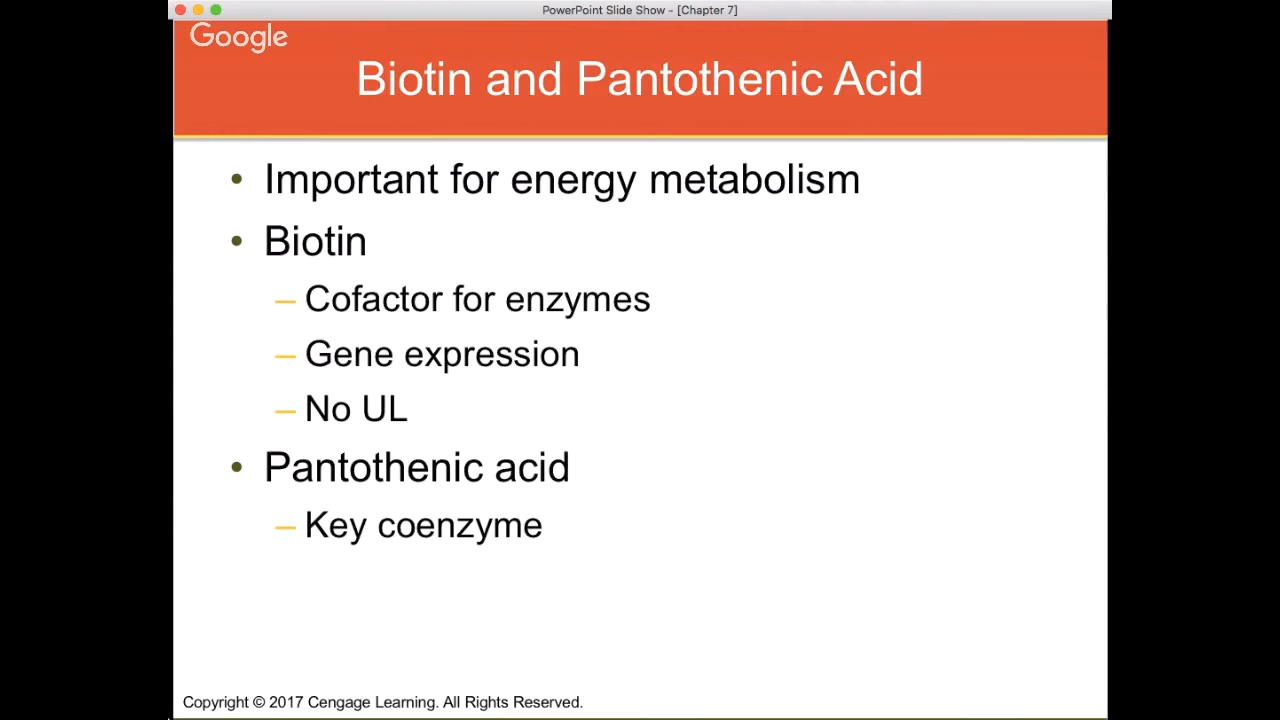 PowerPoint Slide Show - [Chapter 7]
Google
Biotin and Pantothenic Acid
• Important for energy metabolism
• Biotin
– Cofactor for enzymes
– Gene expression
– No UL
• Pantothenic acid
– Key coenzyme
Copyright © 2017 Cengage Learning. All Rights Reserved.